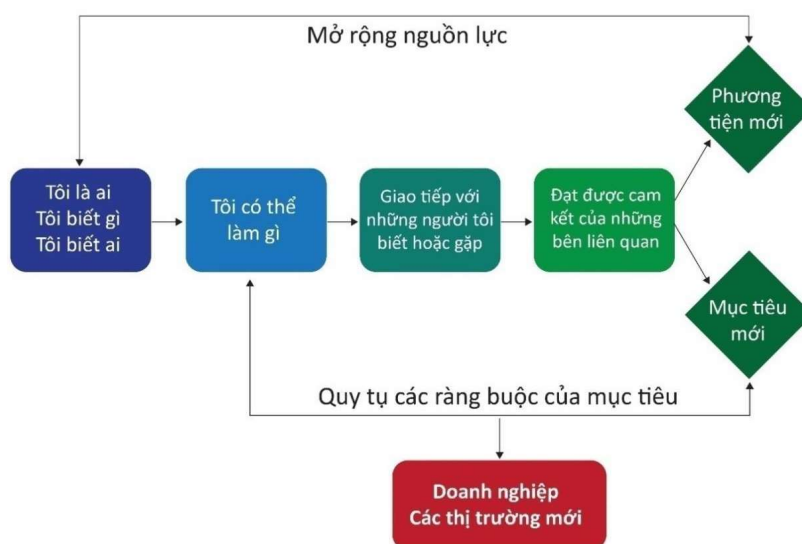 Mở rộng nguồn lực
Phương
tiện mới
Tôi là ai
Tôi biết gì
Tôi biết ai
Tôi có thể
làm gì
Giao tiếp với
những người tôi
biết hoặc gặp
Đạt được cam
kết của những
bên liên quan
Mục tiêu
mới
Quy tụ các ràng buộc của mục tiêu
Doanh nghiệp
Các thị trường mới